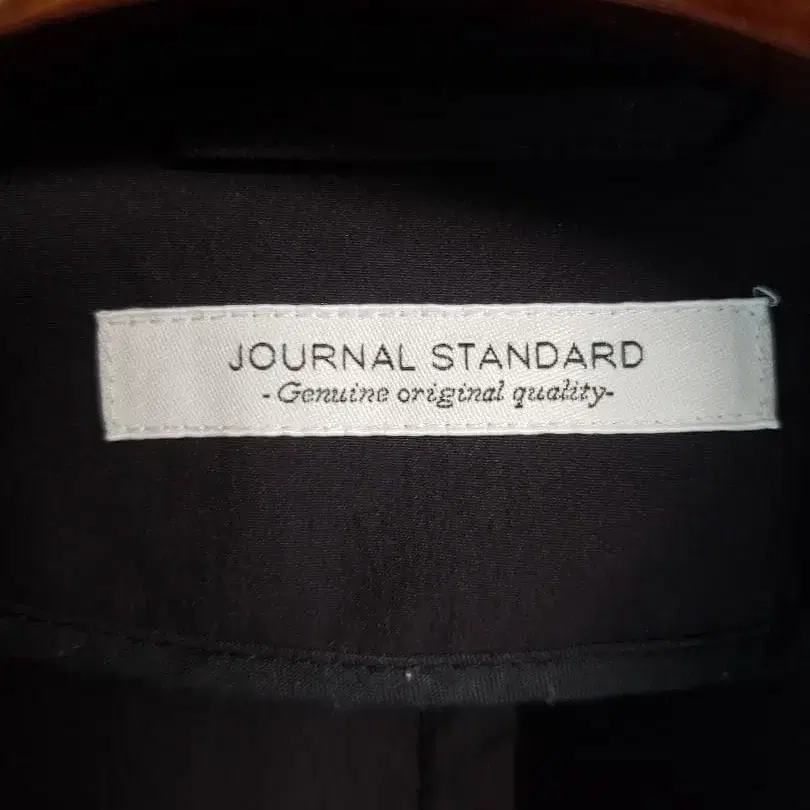 JOURNAL STANDARD
- Genuine original quality-